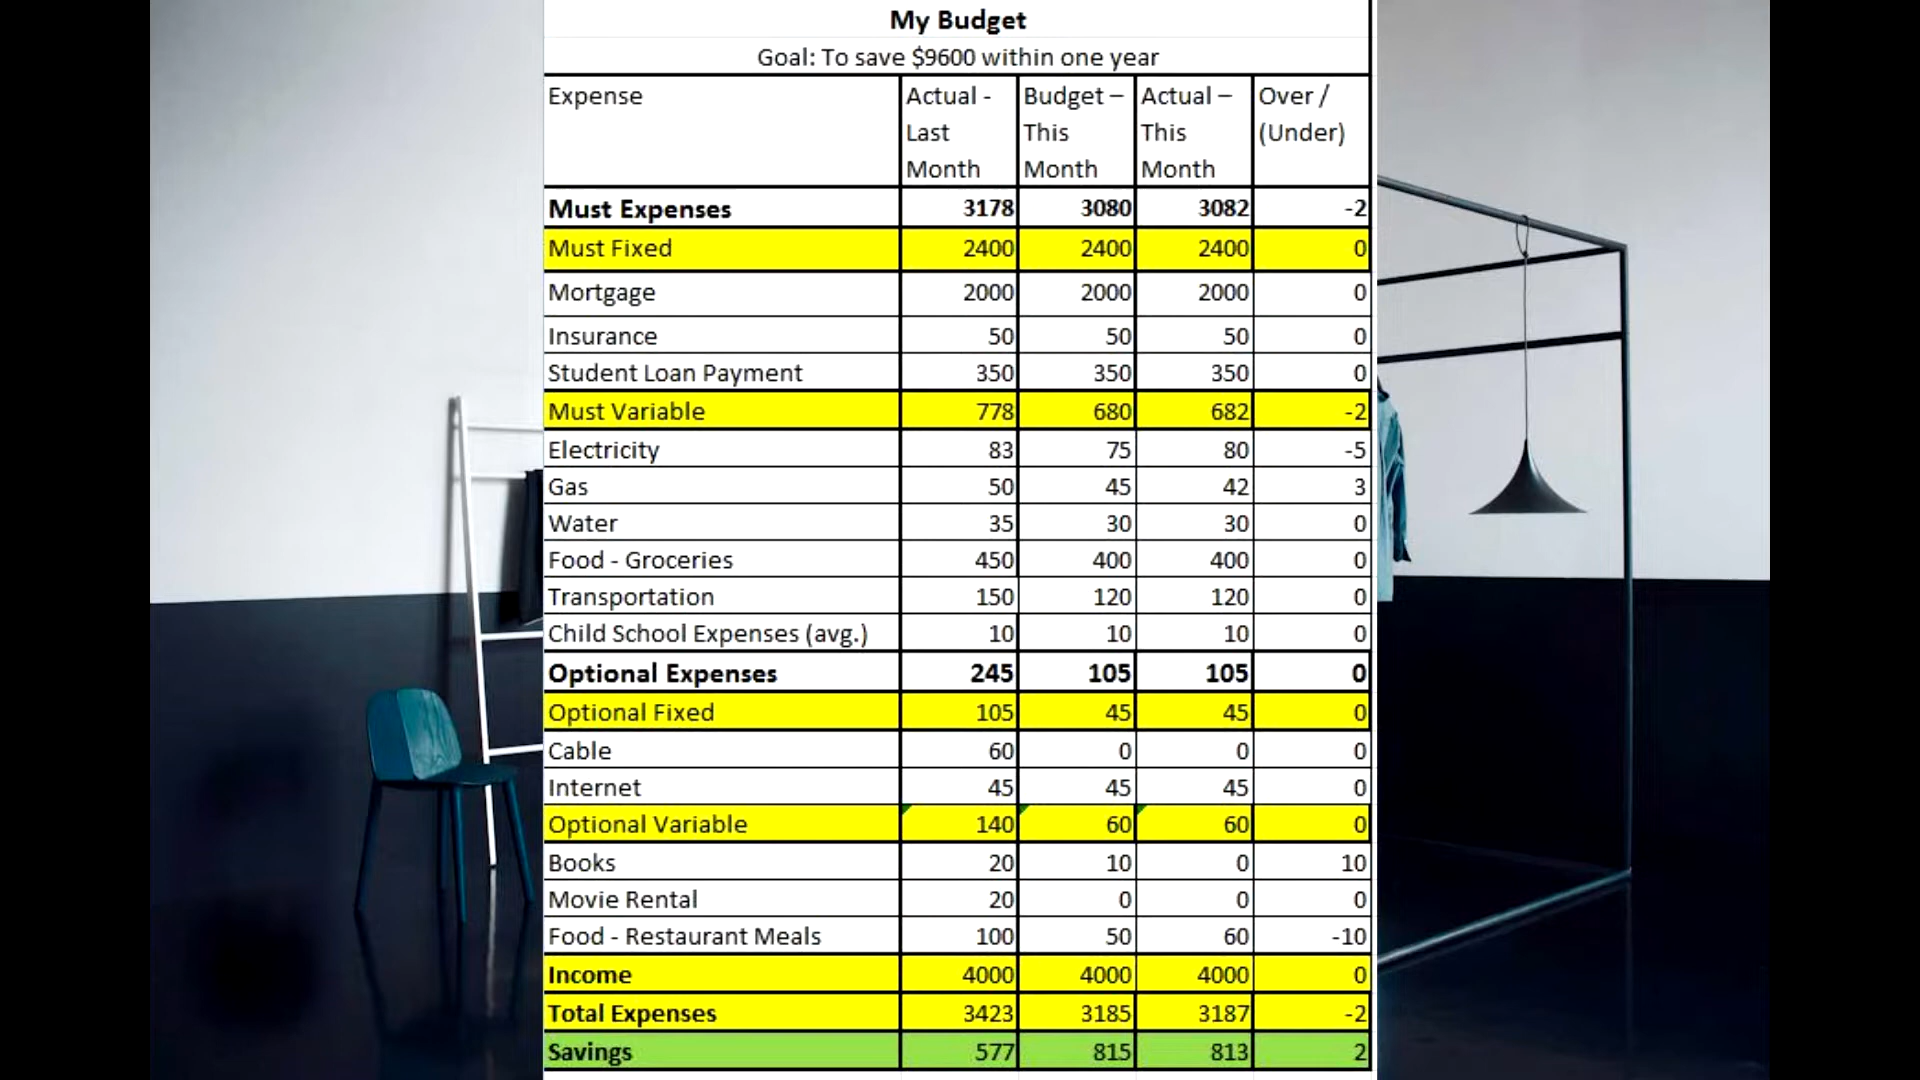 My Budget
Goal: To save $9600 within one year
Expense Actual - Last Month Budget – This Month Actual – This Month Over / (Under)
Must Expenses 3178 3080 3082 -2
Must Fixed 2400 2400 2400 0
Mortgage 2000 2000 2000 0
Insurance 50 50 50 0
Student Loan Payment 350 350 350 0
Must Variable 778 680 682 -2
Electricity 83 75 80 -5
Gas 50 45 42 3
Water 35 30 30 0
Food - Groceries 450 400 400 0
Transportation 150 120 120 0
Child School Expenses (avg.) 10 10 10 0
Optional Expenses 245 105 105 0
Optional Fixed 105 45 45 0
Cable 60 0 0 0
Internet 45 45 45 0
Optional Variable 140 60 60 0
Books 20 10 0 10
Movie Rental 20 0 0 0
Food - Restaurant Meals 100 50 60 -10
Income 4000 4000 4000 0
Total Expenses 3423 3185 3187 -2
Savings 577 815 813 2